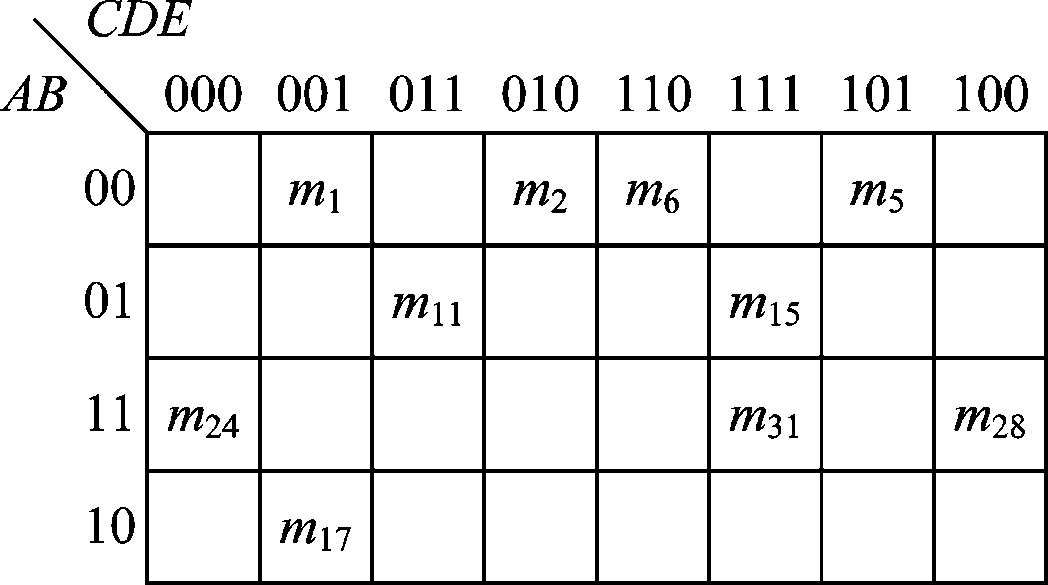 CDE
AB 000 001 011 010 110 111 101 100
00 m₁ m₂ m₆ m₅
01 m₁₁ m₁₅
11 m₂₄ m₃₁ m₂₈
10 m₁₇